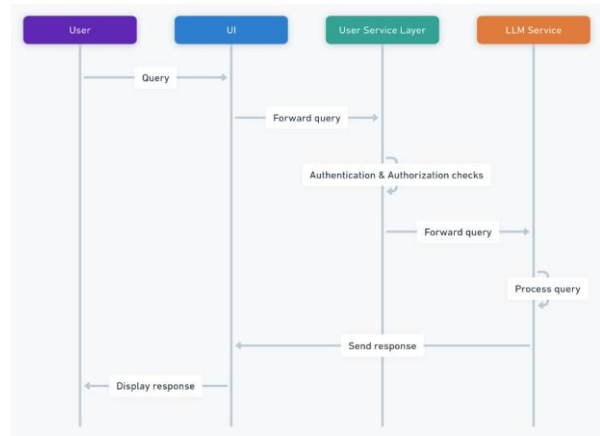 User
UI
User Service Layer
LLM Service
Query
Forward query
Authentication & Authorization checks
Forward query
Process query
Send response
Display response